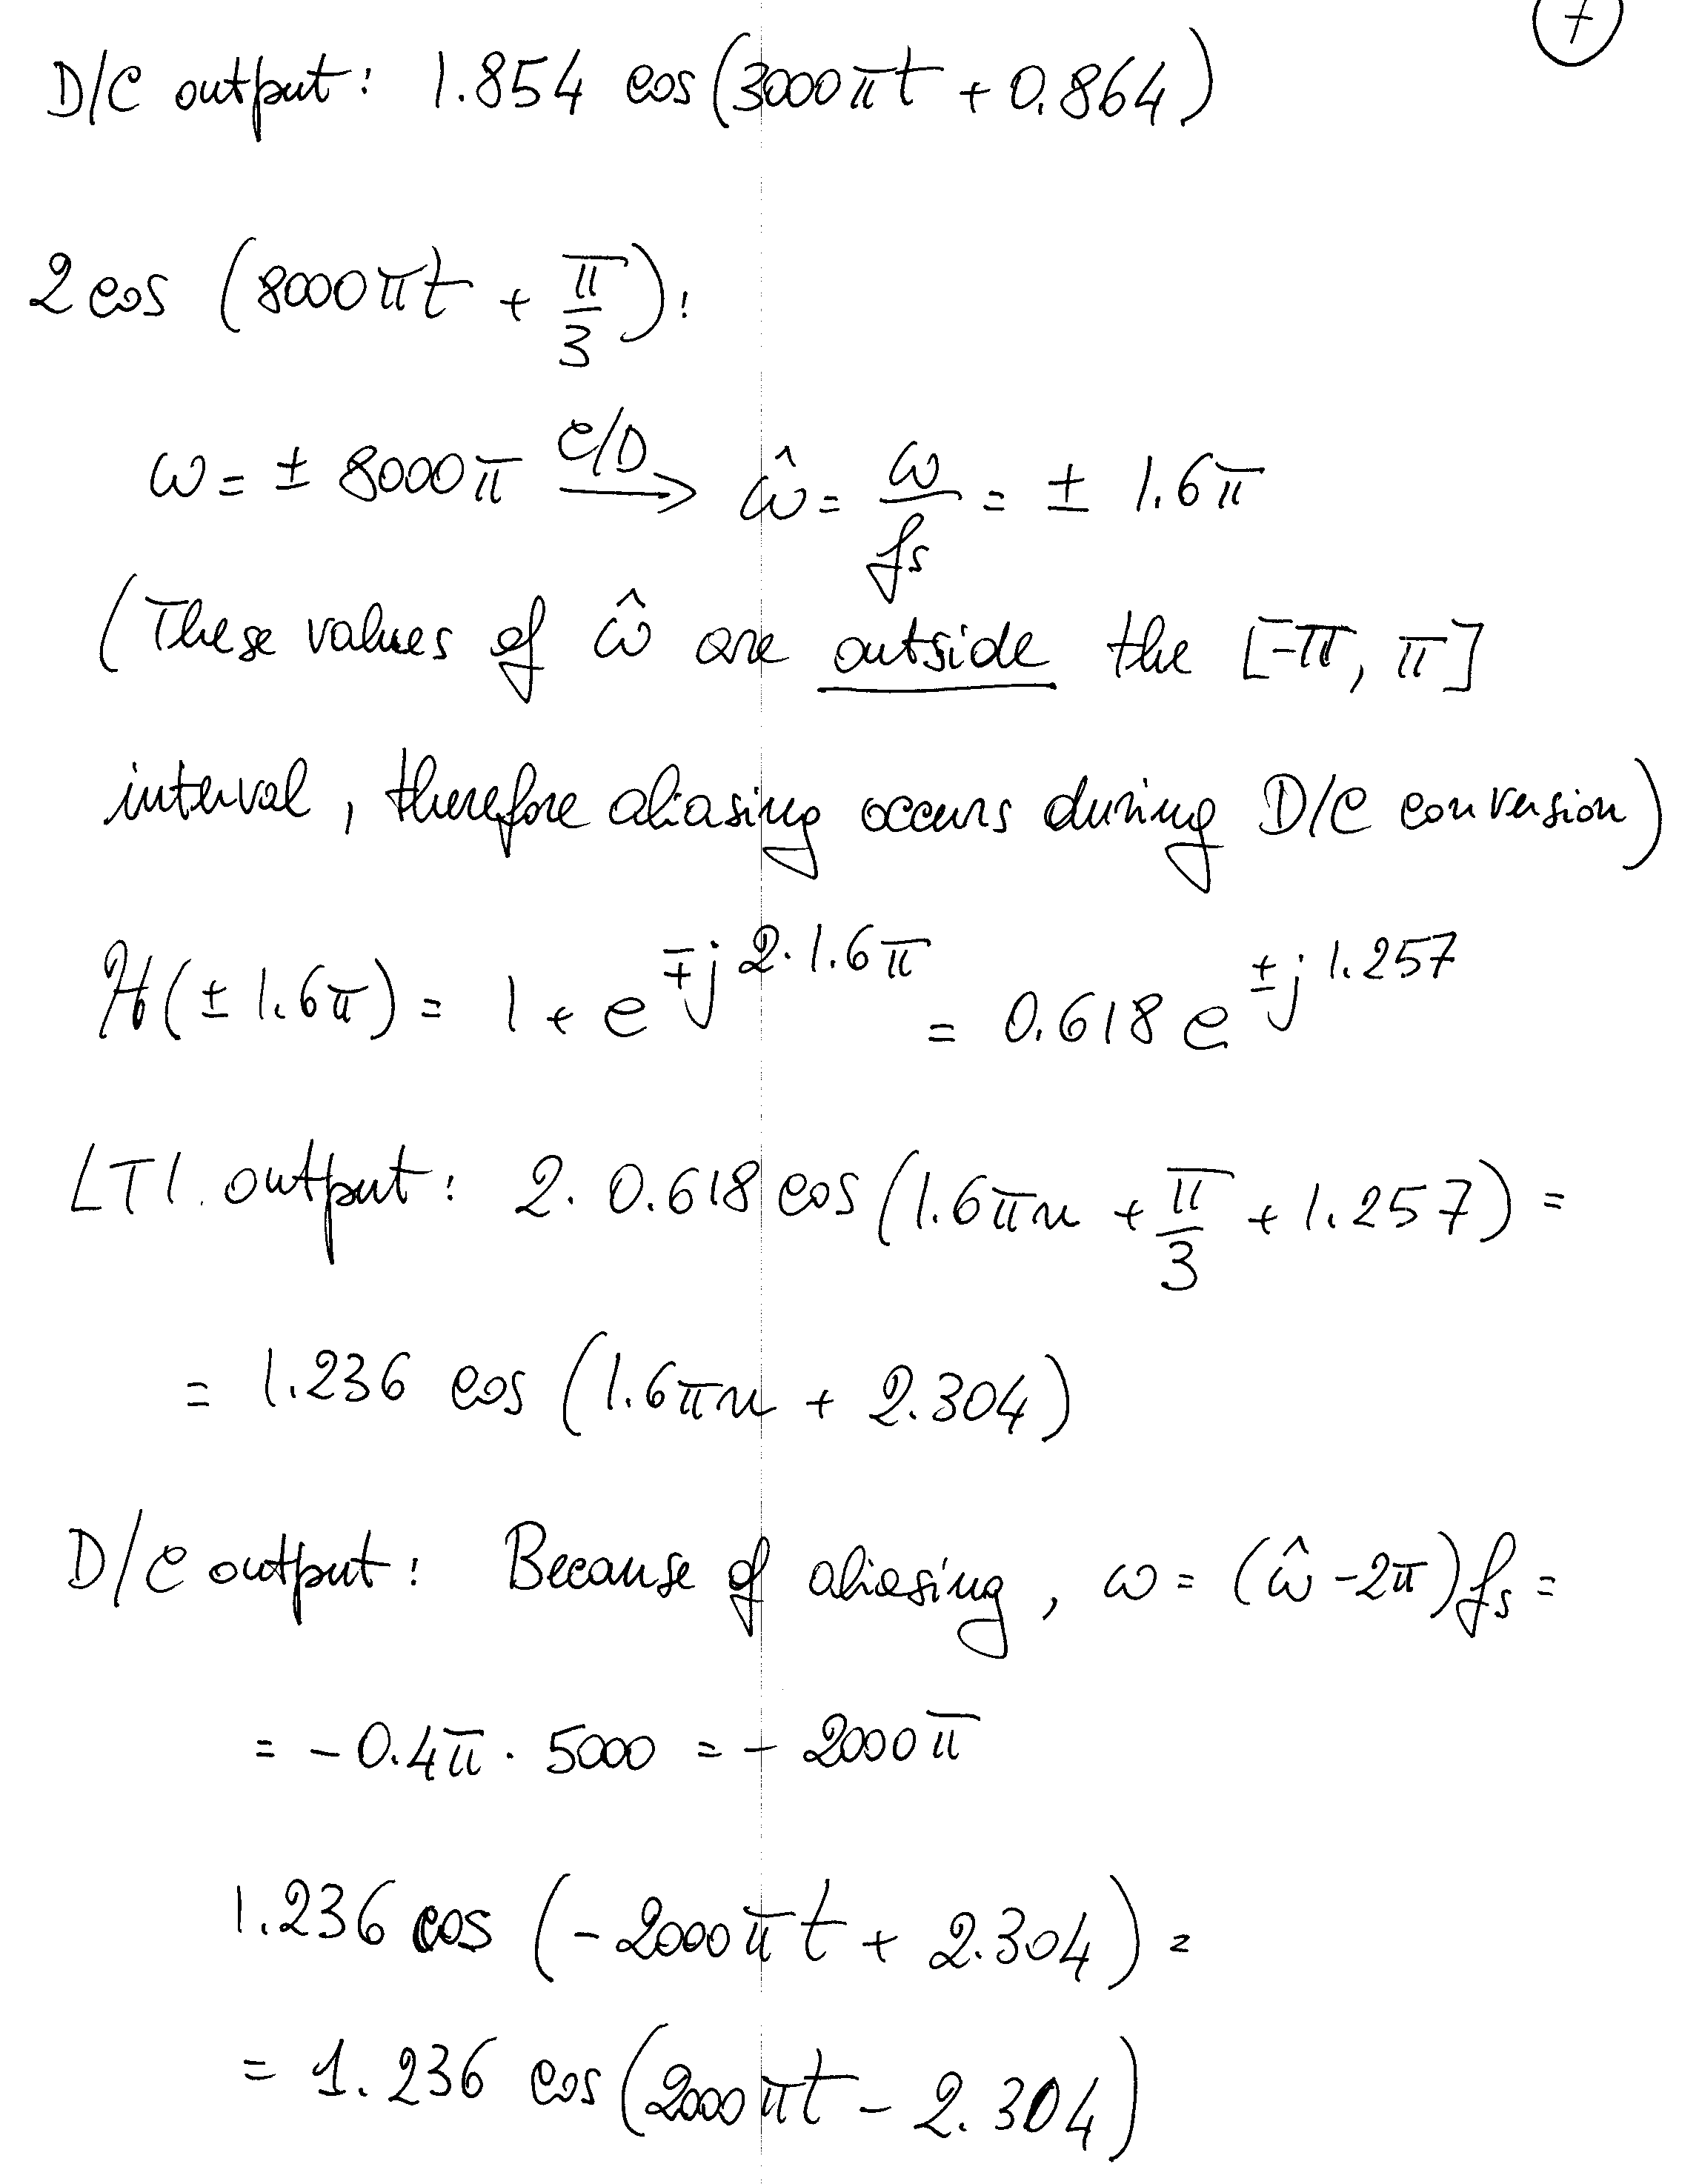 7
D/C output: 1.854 cos(3000πt + 0.864)
2 cos (8000πt + π/3):
ω = ± 8000π C/D→ ω̂ = ω/fs = ± 1.6π
(These values of ω̂ are outside the [-π, π]
interval, therefore aliasing occurs during D/C conversion)
H(± 1.6π) = 1 + e^(∓j 2·1.6π) = 0.618 e^(±j 1.257)
LTI output: 2 · 0.618 cos(1.6πn + π/3 + 1.257) =
= 1.236 cos (1.6πn + 2.304)
D/C output: Because of aliasing, ω = (ω̂ - 2π)fs =
= - 0.4π · 5000 = - 2000π
1.236 cos (- 2000πt + 2.304) =
= 1.236 cos(2000πt - 2.304)